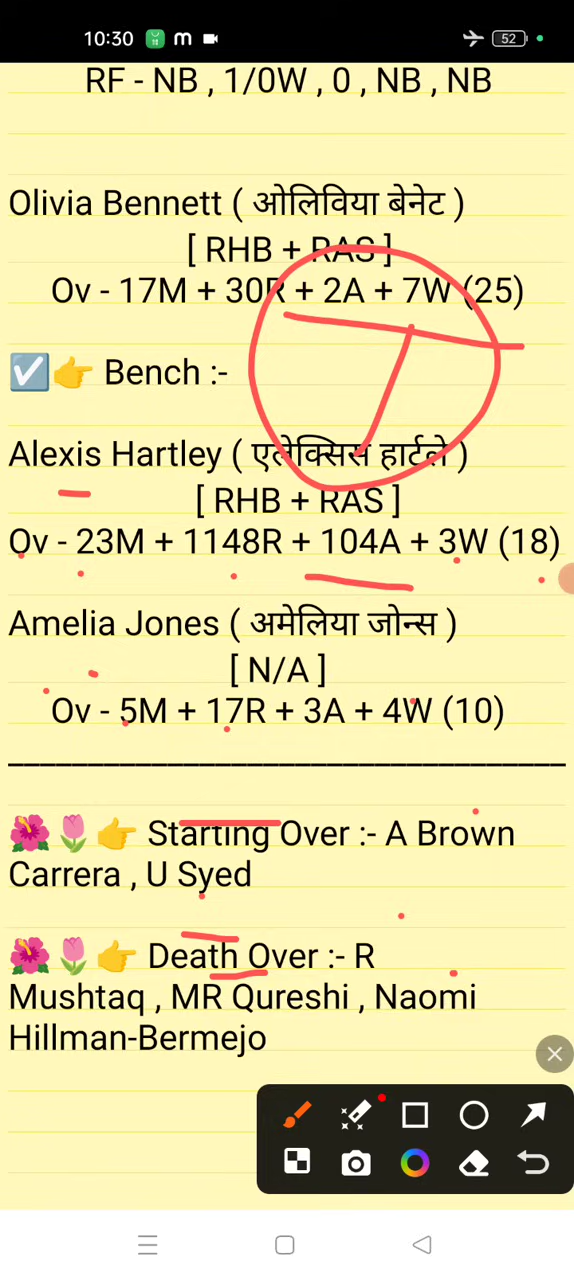 10:30 m 52
RF - NB , 1/0W , 0 , NB , NB
Olivia Bennett ( ओलिविया बेनेट )
[ RHB + RAS ]
Ov - 17M + 30R + 2A + 7W (25)
☑️👉 Bench :-
Alexis Hartley ( एलेक्सिस हार्टले )
[ RHB + RAS ]
Ov - 23M + 1148R + 104A + 3W (18)
Amelia Jones ( अमेलिया जोन्स )
[ N/A ]
Ov - 5M + 17R + 3A + 4W (10)
🌺🌷👉 Starting Over :- A Brown
Carrera , U Syed
🌺🌷👉 Death Over :- R
Mushtaq , MR Qureshi , Naomi
Hillman-Bermejo